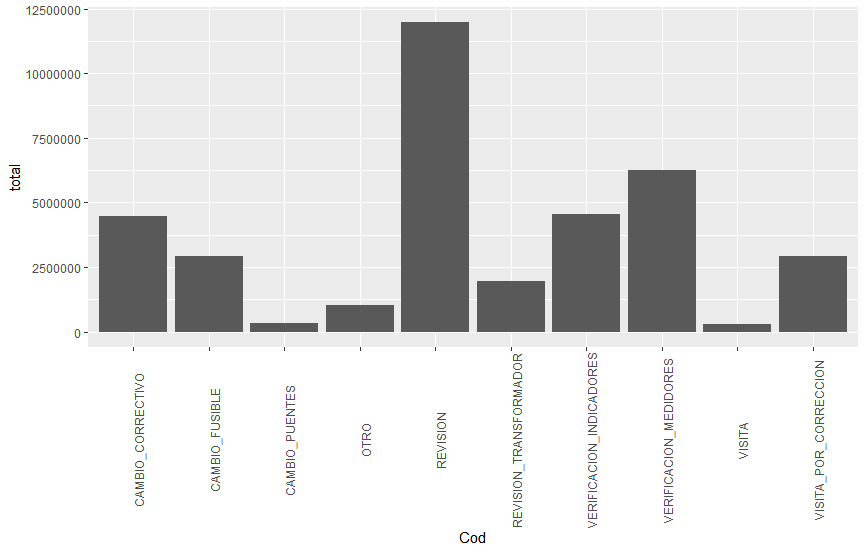 12500000
10000000
7500000
5000000
2500000
0
total
CAMBIO_CORRECTIVO
CAMBIO_FUSIBLE
CAMBIO_PUENTES
OTRO
REVISION
REVISION_TRANSFORMADOR
VERIFICACION_INDICADORES
VERIFICACION_MEDIDORES
VISITA
VISITA_POR_CORRECCION
Cod